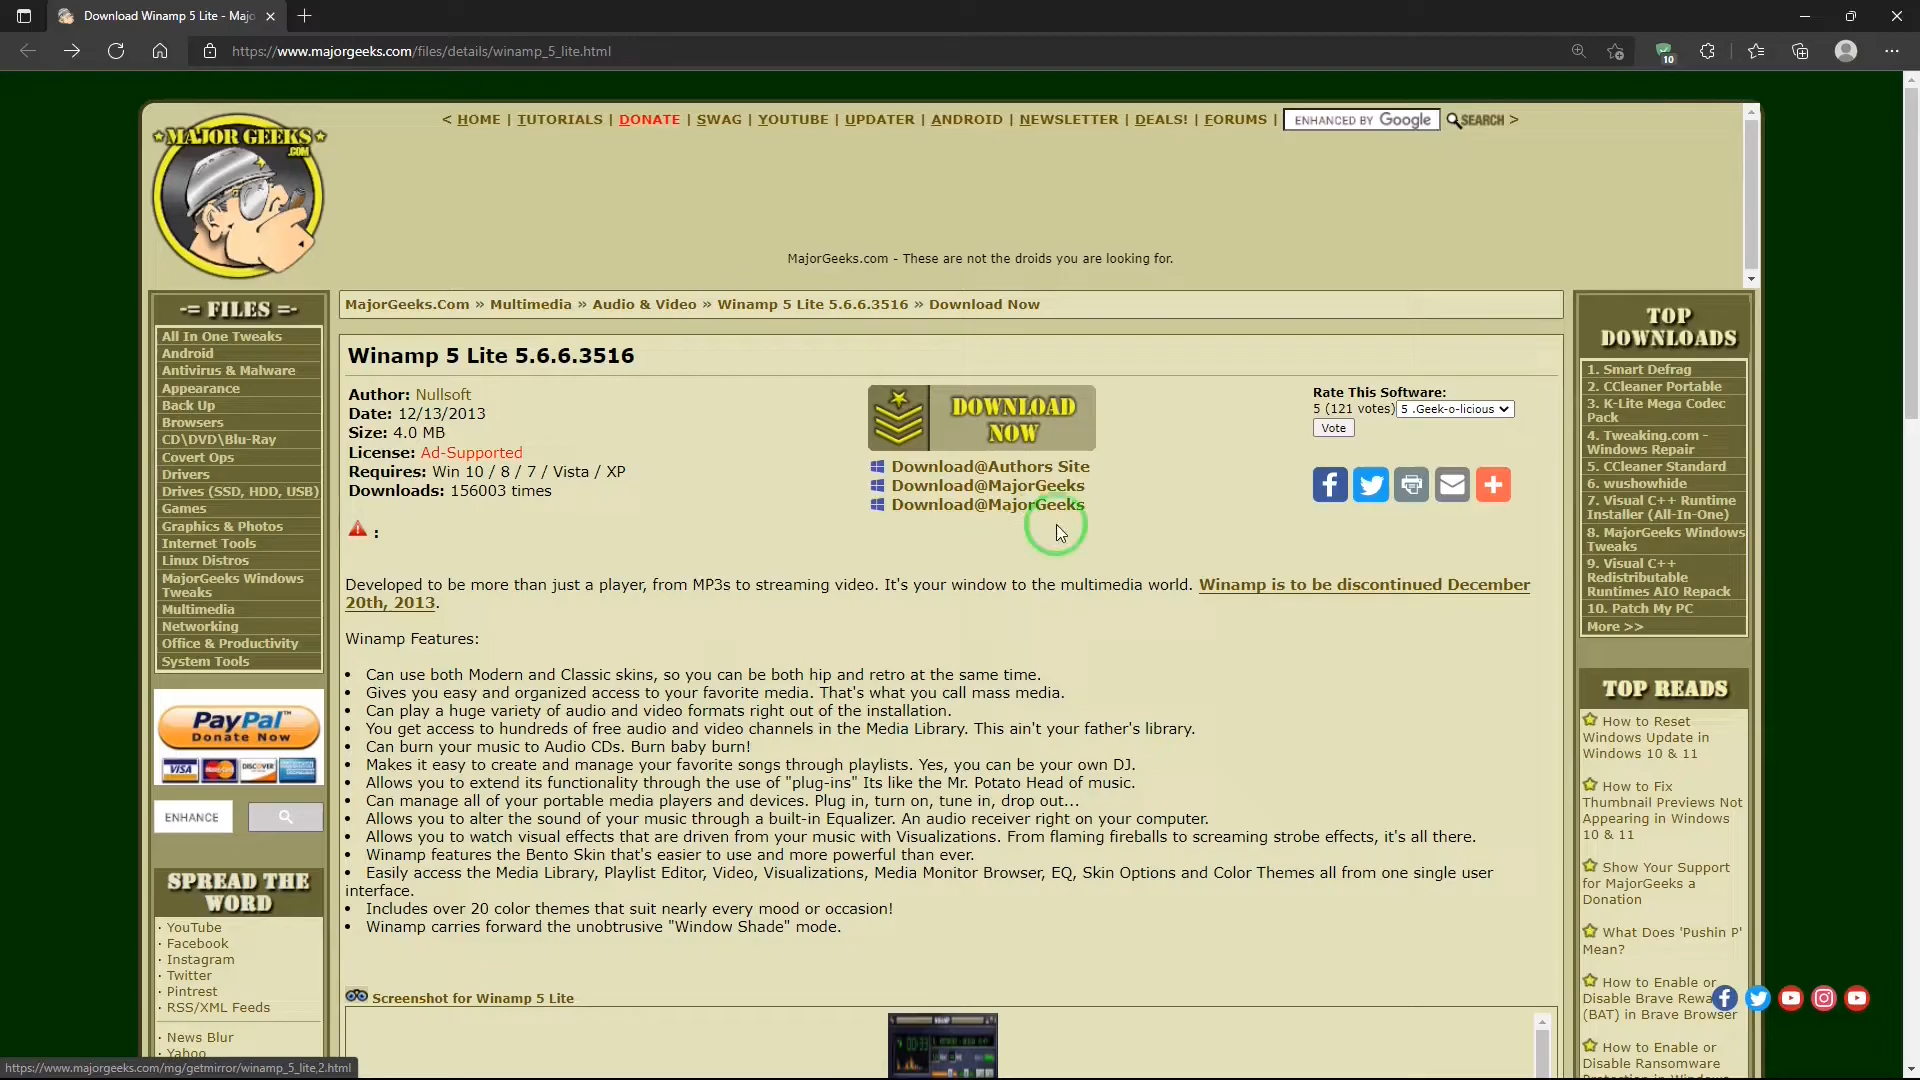 Download Winamp 5 Lite - Majo
https://www.majorgeeks.com/files/details/winamp_5_lite.html
10
MAJOR GEEKS
.COM
< HOME | TUTORIALS | DONATE | SWAG | YOUTUBE | UPDATER | ANDROID | NEWSLETTER | DEALS! | FORUMS | ENHANCED BY Google SEARCH >
MajorGeeks.com - These are not the droids you are looking for.
-= FILES =-
All In One Tweaks
Android
Antivirus & Malware
Appearance
Back Up
Browsers
CD\DVD\Blu-Ray
Covert Ops
Drivers
Drives (SSD, HDD, USB)
Games
Graphics & Photos
Internet Tools
Linux Distros
MajorGeeks Windows
Tweaks
Multimedia
Networking
Office & Productivity
System Tools
PayPal™
Donate Now
VISA MasterCard DISCOVER AMERICAN EXPRESS
ENHANCE
SPREAD THE
WORD
· YouTube
· Facebook
· Instagram
· Twitter
· Pinterest
· RSS/XML Feeds
· News Blur
· Yahoo
MajorGeeks.Com » Multimedia » Audio & Video » Winamp 5 Lite 5.6.6.3516 » Download Now
Winamp 5 Lite 5.6.6.3516
Author: Nullsoft
Date: 12/13/2013
Size: 4.0 MB
License: Ad-Supported
Requires: Win 10 / 8 / 7 / Vista / XP
Downloads: 156003 times
:
DOWNLOAD
NOW
Download@Authors Site
Download@MajorGeeks
Download@MajorGeeks
Rate This Software:
5 (121 votes) 5 .Geek-o-licious
Vote
Developed to be more than just a player, from MP3s to streaming video. It's your window to the multimedia world. Winamp is to be discontinued December
20th, 2013.
Winamp Features:
• Can use both Modern and Classic skins, so you can be both hip and retro at the same time.
• Gives you easy and organized access to your favorite media. That's what you call mass media.
• Can play a huge variety of audio and video formats right out of the installation.
• You get access to hundreds of free audio and video channels in the Media Library. This ain't your father's library.
• Can burn your music to Audio CDs. Burn baby burn!
• Makes it easy to create and manage your favorite songs through playlists. Yes, you can be your own DJ.
• Allows you to extend its functionality through the use of "plug-ins" Its like the Mr. Potato Head of music.
• Can manage all of your portable media players and devices. Plug in, turn on, tune in, drop out...
• Allows you to alter the sound of your music through a built-in Equalizer. An audio receiver right on your computer.
• Allows you to watch visual effects that are driven from your music with Visualizations. From flaming fireballs to screaming strobe effects, it's all there.
• Winamp features the Bento Skin that's easier to use and more powerful than ever.
• Easily access the Media Library, Playlist Editor, Video, Visualizations, Media Monitor Browser, EQ, Skin Options and Color Themes all from one single user
interface.
• Includes over 20 color themes that suit nearly every mood or occasion!
• Winamp carries forward the unobtrusive "Window Shade" mode.
Screenshot for Winamp 5 Lite
TOP
DOWNLOADS
1. Smart Defrag
2. CCleaner Portable
3. K-Lite Mega Codec
Pack
4. Tweaking.com -
Windows Repair
5. CCleaner Standard
6. wushowhide
7. Visual C++ Runtime
Installer (All-In-One)
8. MajorGeeks Windows
Tweaks
9. Visual C++
Redistributable
Runtimes AIO Repack
10. Patch My PC
More >>
TOP READS
How to Reset
Windows Update in
Windows 10 & 11
How to Fix
Thumbnail Previews Not
Appearing in Windows
10 & 11
Show Your Support
for MajorGeeks a
Donation
What Does 'Pushin P'
Mean?
How to Enable or
Disable Brave Rewa
(BAT) in Brave Browser
How to Enable or
Disable Ransomware
Protection in Windows
https://www.majorgeeks.com/mg/getmirror/winamp_5_lite,2.html